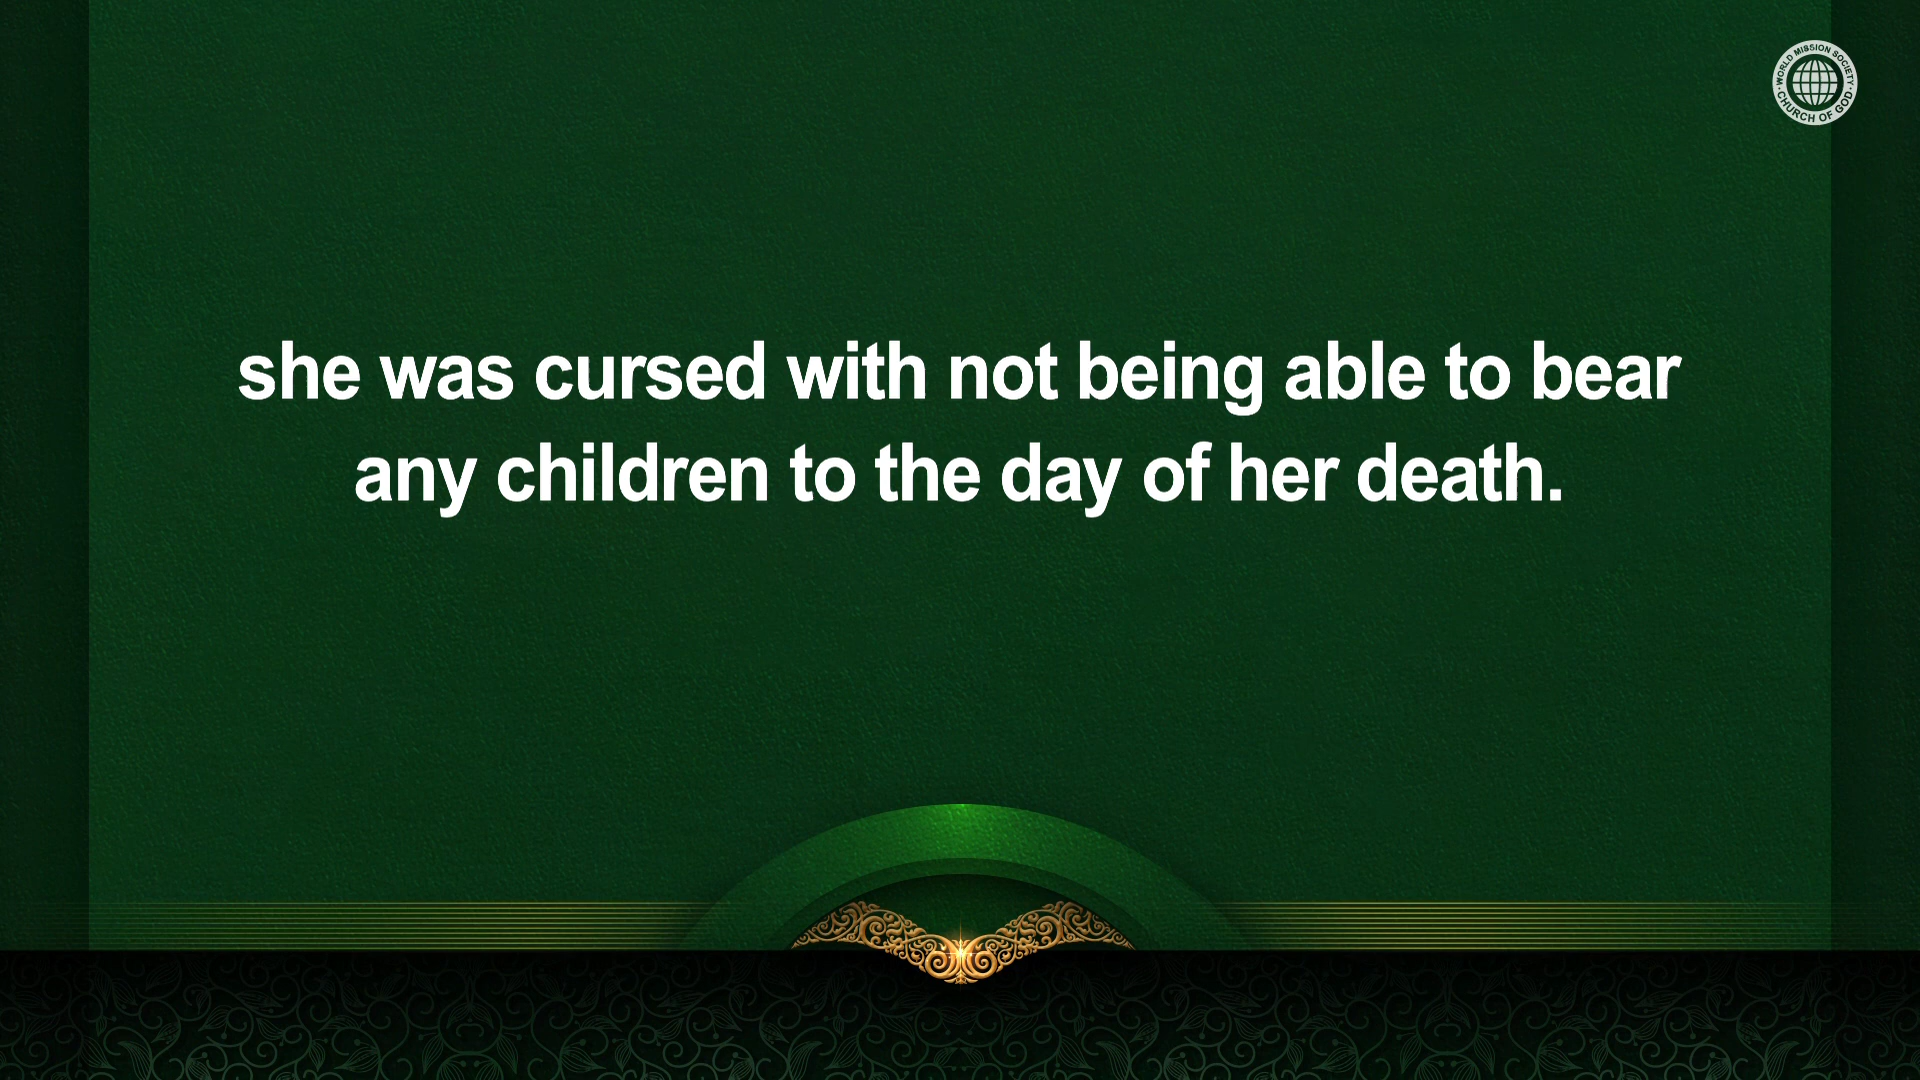 WORLD MISSION SOCIETY
CHURCH OF GOD
she was cursed with not being able to bear
any children to the day of her death.